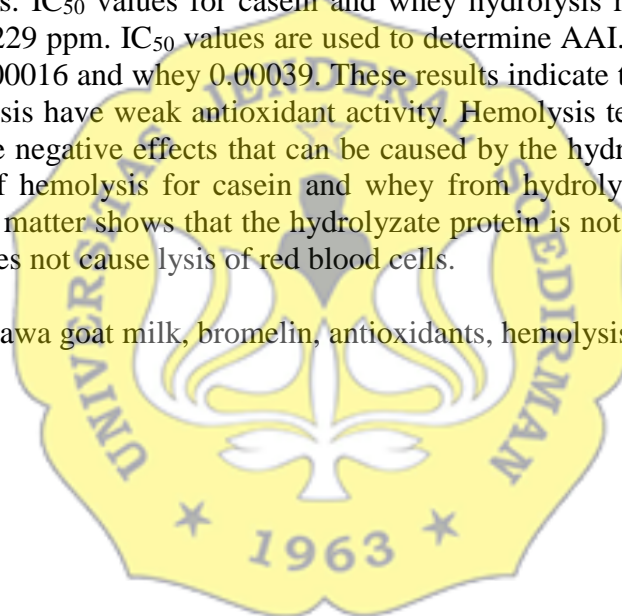 s. IC₅₀ values for casein and whey hydrolysis
229 ppm. IC₅₀ values are used to determine AAI.
00016 and whey 0.00039. These results indicate
sis have weak antioxidant activity. Hemolysis
e negative effects that can be caused by the
f hemolysis for casein and whey from
matter shows that the hydrolyzate protein is not
es not cause lysis of red blood cells.
awa goat milk, bromelin, antioxidants, hemolysis
UNIVERSITAS JENDERAL SOEDIRMAN
1963